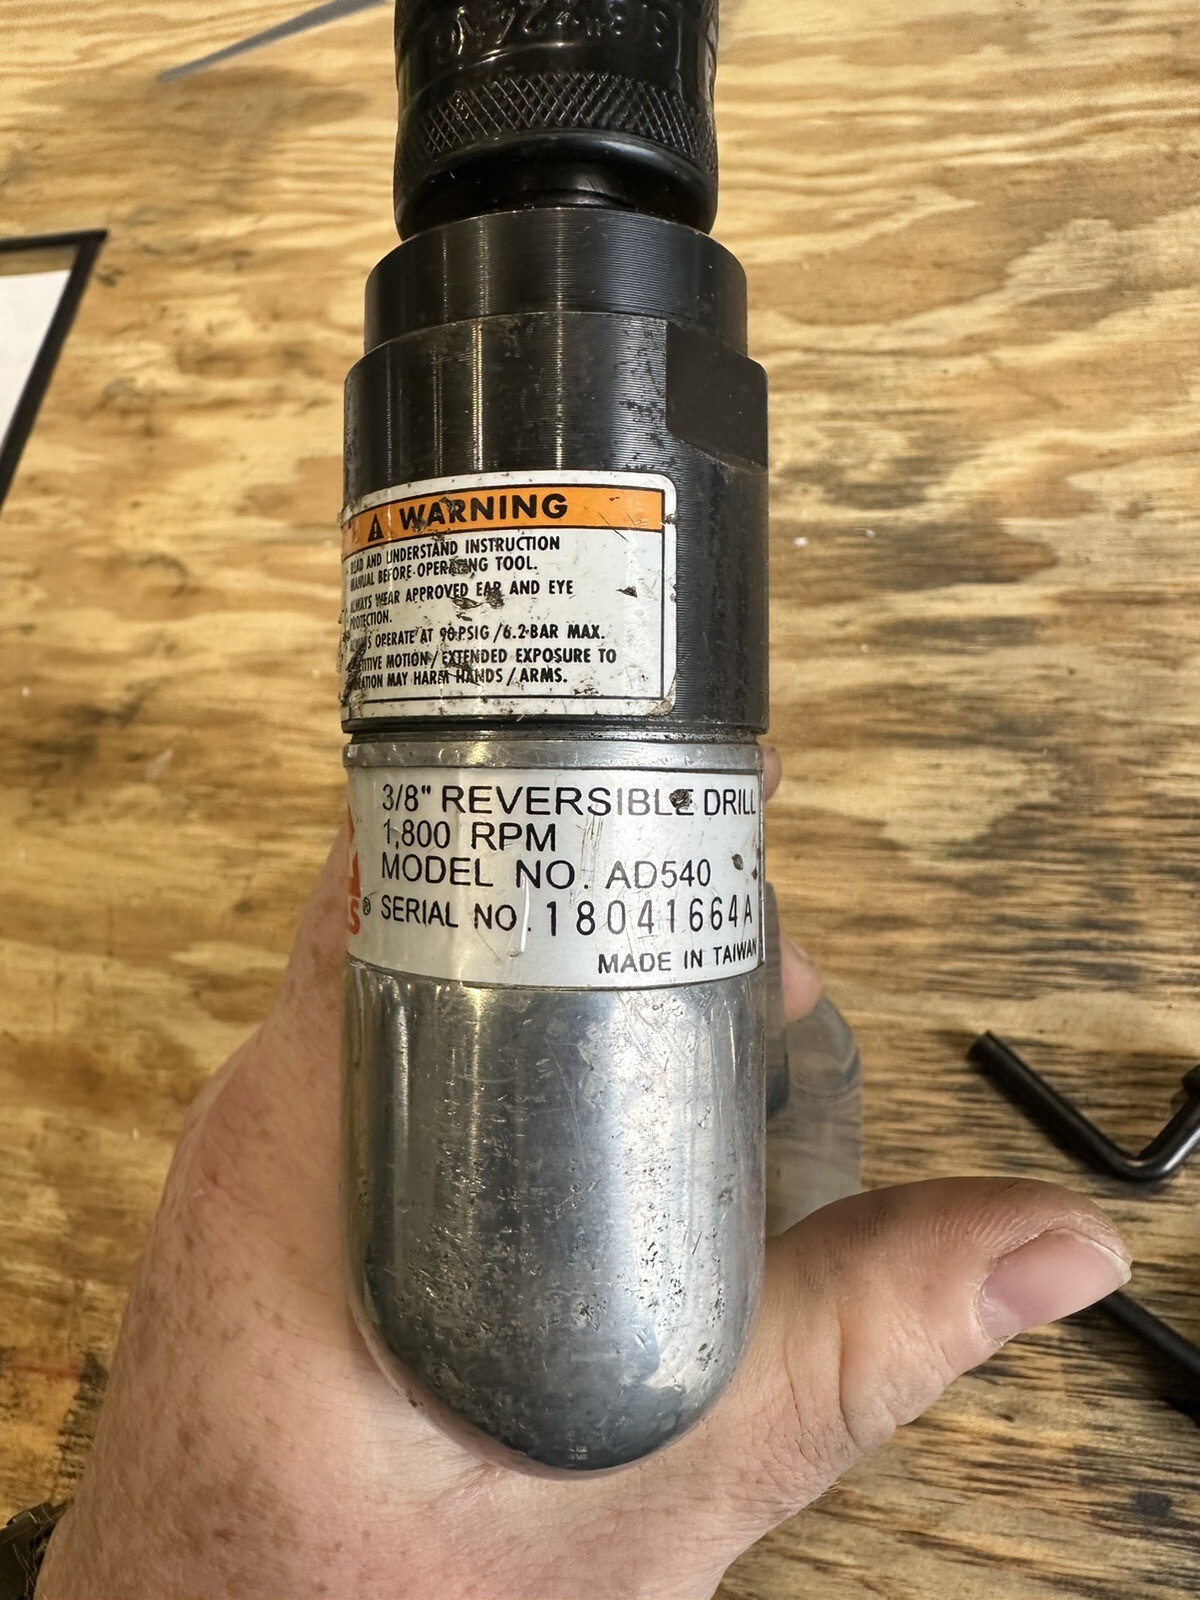 WARNING
READ AND UNDERSTAND INSTRUCTION
MANUAL BEFORE OPERATING TOOL.
ALWAYS WEAR APPROVED EAR AND EYE
PROTECTION.
ALWAYS OPERATE AT 90 PSIG/6.2 BAR MAX.
MOTION/EXTENDED EXPOSURE TO
MAY HARM HANDS/ARMS.
3/8" REVERSIBLE DRILL
1,800 RPM
MODEL NO. AD540
® SERIAL NO. 18041664A
MADE IN TAIWAN